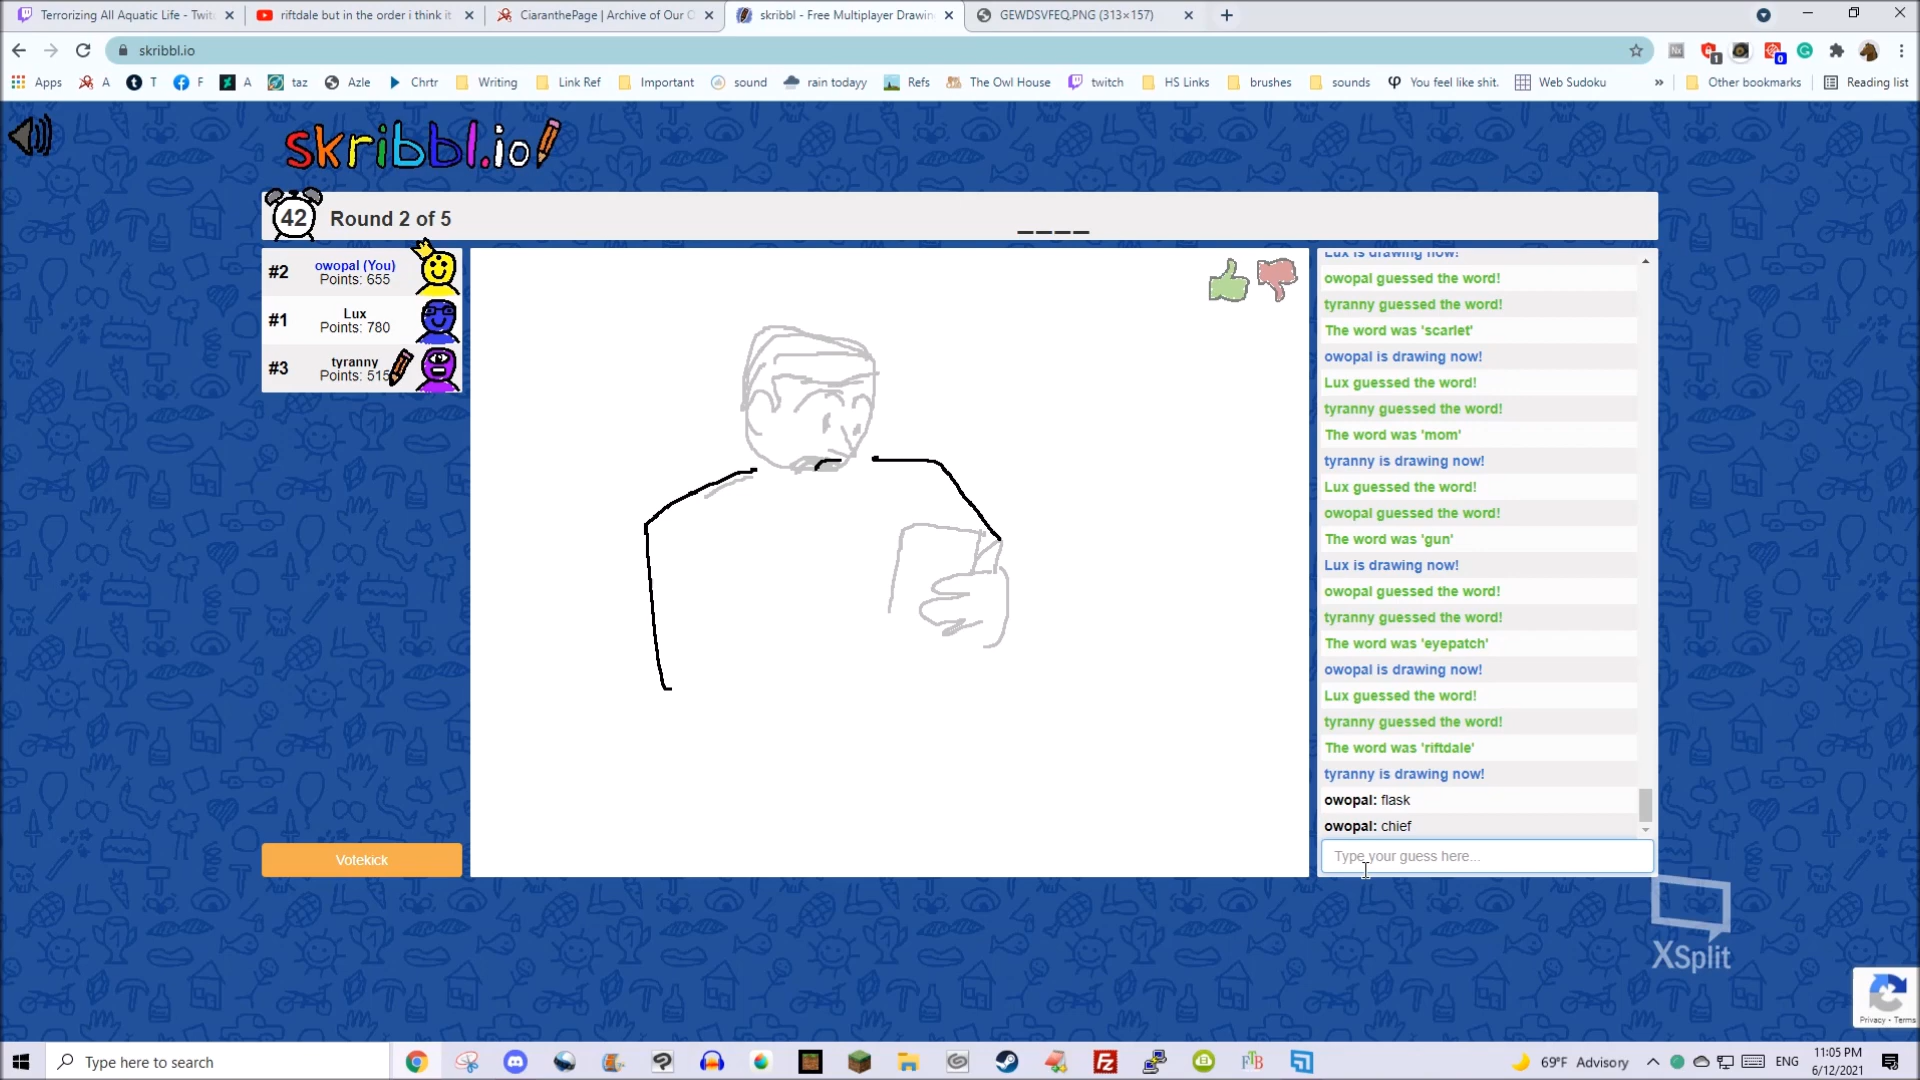 Terrorizing All Aquatic Life - Twit
riftdale but in the order i think it
CiaranthePage | Archive of Our O
skribbl - Free Multiplayer Drawin
GEWDSVFEQ.PNG (313×157)
skribbl.io
1
0
Apps
A
T
F
A
taz
Azle
Chrtr
Writing
Link Ref
Important
sound
rain todayy
Refs
The Owl House
twitch
HS Links
brushes
sounds
You feel like shit.
Web Sudoku
»
Other bookmarks
Reading list
skribbl.io
42
Round 2 of 5
_ _ _ _
#2
owopal (You)
Points: 655
#1
Lux
Points: 780
#3
tyranny
Points: 515
Votekick
Lux is drawing now!
owopal guessed the word!
tyranny guessed the word!
The word was 'scarlet'
owopal is drawing now!
Lux guessed the word!
tyranny guessed the word!
The word was 'mom'
tyranny is drawing now!
Lux guessed the word!
owopal guessed the word!
The word was 'gun'
Lux is drawing now!
owopal guessed the word!
tyranny guessed the word!
The word was 'eyepatch'
owopal is drawing now!
Lux guessed the word!
tyranny guessed the word!
The word was 'riftdale'
tyranny is drawing now!
owopal: flask
owopal: chief
Type your guess here...
XSplit
Privacy - Terms
Type here to search
69°F Advisory
ENG
11:05 PM
6/12/2021